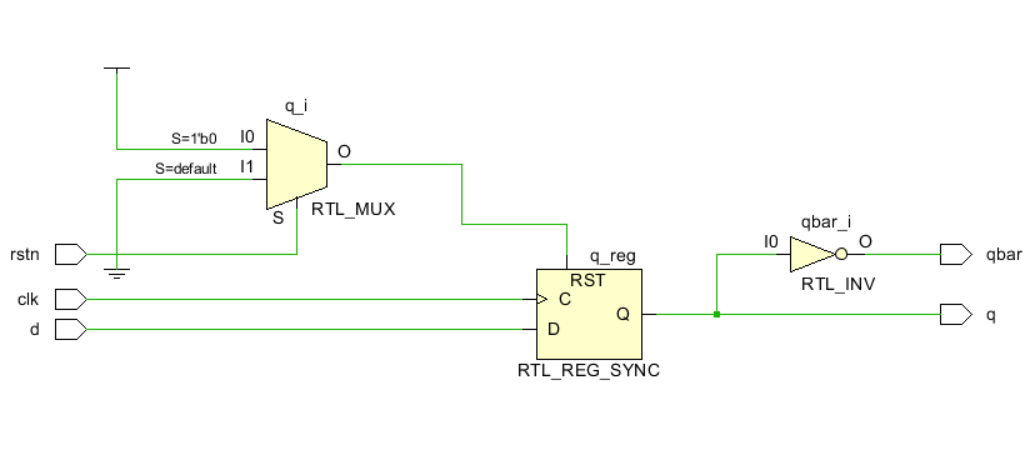 q_i
S=1'b0 I0
O
S=default I1
S
RTL_MUX
rstn
qbar_i
I0 O
qbar
RTL_INV
q_reg
RST
clk
C
Q
q
d
D
RTL_REG_SYNC